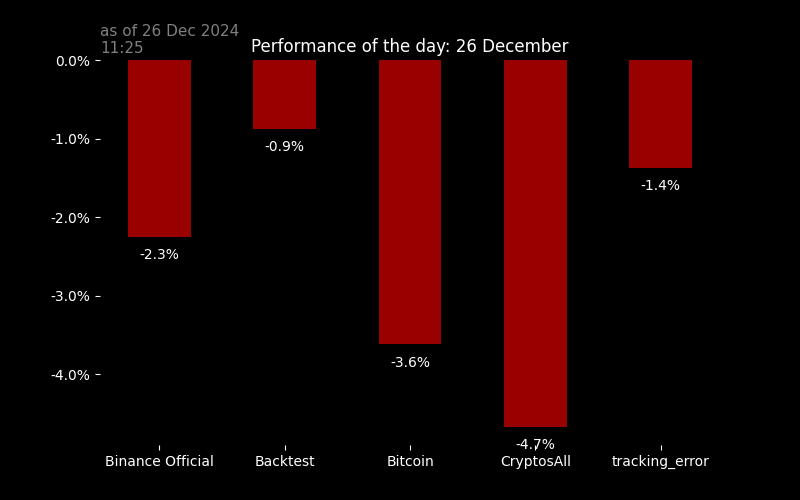 as of 26 Dec 2024
11:25
Performance of the day: 26 December
0.0%
-1.0%
-2.0%
-3.0%
-4.0%
-2.3%
-0.9%
-3.6%
-4.7%
-1.4%
Binance Official
Backtest
Bitcoin
CryptosAll
tracking_error